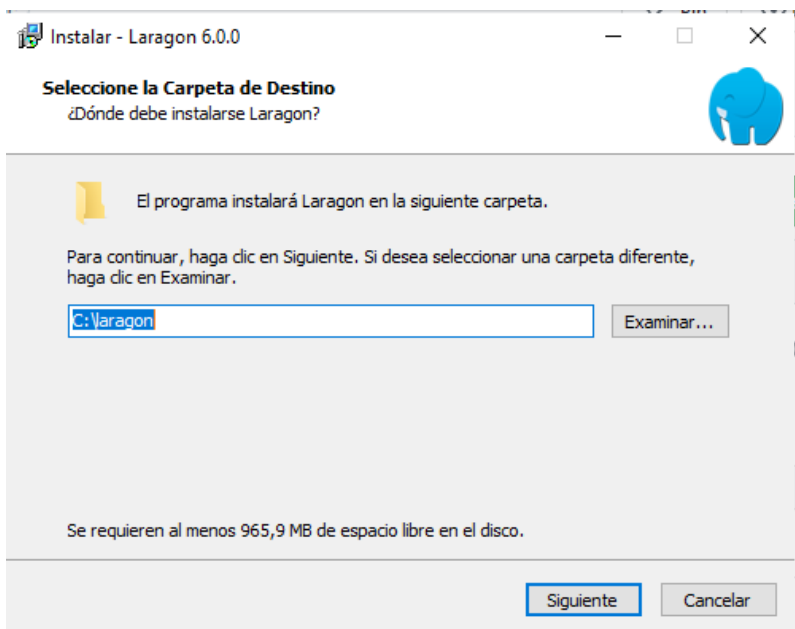 Instalar - Laragon 6.0.0
Seleccione la Carpeta de Destino
¿Dónde debe instalarse Laragon?
El programa instalará Laragon en la siguiente carpeta.
Para continuar, haga clic en Siguiente. Si desea seleccionar una carpeta diferente,
haga clic en Examinar.
C:\laragon
Examinar...
Se requieren al menos 965,9 MB de espacio libre en el disco.
Siguiente
Cancelar